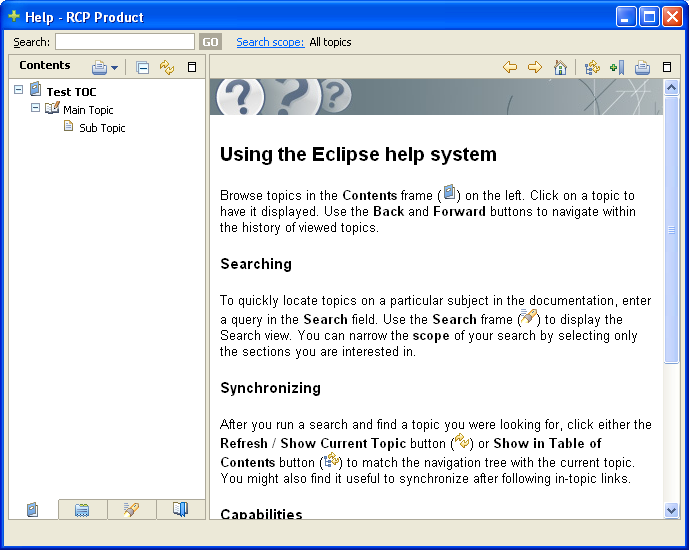 Help - RCP Product
Search: GO Search scope: All topics
Contents
Test TOC
Main Topic
Sub Topic
Using the Eclipse help system
Browse topics in the Contents frame ( ) on the left. Click on a topic to
have it displayed. Use the Back and Forward buttons to navigate within
the history of viewed topics.
Searching
To quickly locate topics on a particular subject in the documentation, enter
a query in the Search field. Use the Search frame ( ) to display the
Search view. You can narrow the scope of your search by selecting only
the sections you are interested in.
Synchronizing
After you run a search and find a topic you were looking for, click either the
Refresh / Show Current Topic button ( ) or Show in Table of
Contents button ( ) to match the navigation tree with the current topic.
You might also find it useful to synchronize after following in-topic links.
Capabilities